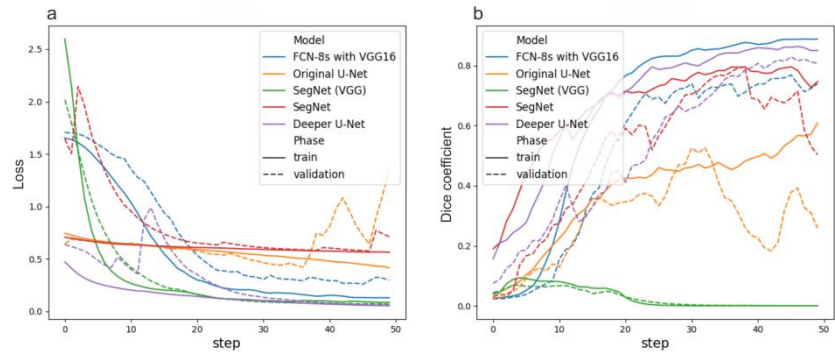 a
Loss
2.5
2.0
1.5
1.0
0.5
0.0
0
10
20
30
40
50
step
Model
FCN-8s with VGG16
Original U-Net
SegNet (VGG)
SegNet
Deeper U-Net
Phase
train
validation
b
Dice coefficient
0.8
0.6
0.4
0.2
0.0
0
10
20
30
40
50
step
Model
FCN-8s with VGG16
Original U-Net
SegNet (VGG)
SegNet
Deeper U-Net
Phase
train
validation